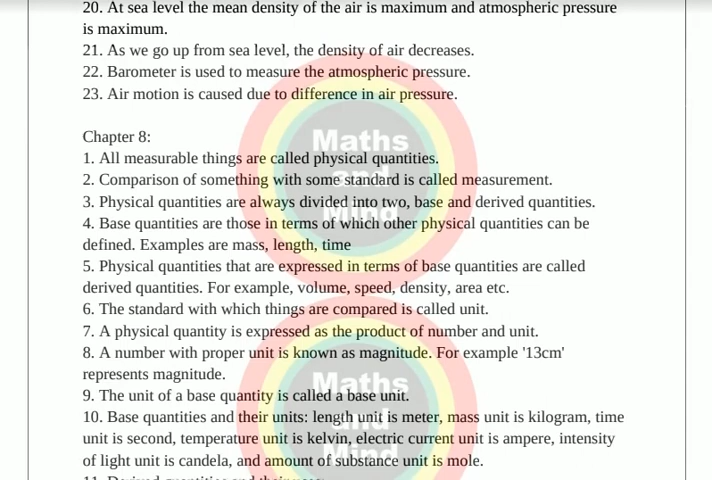 20. At sea level the mean density of the air is maximum and atmospheric pressure
is maximum.
21. As we go up from sea level, the density of air decreases.
22. Barometer is used to measure the atmospheric pressure.
23. Air motion is caused due to difference in air pressure.
Chapter 8:
1. All measurable things are called physical quantities.
2. Comparison of something with some standard is called measurement.
3. Physical quantities are always divided into two, base and derived quantities.
4. Base quantities are those in terms of which other physical quantities can be
defined. Examples are mass, length, time
5. Physical quantities that are expressed in terms of base quantities are called
derived quantities. For example, volume, speed, density, area etc.
6. The standard with which things are compared is called unit.
7. A physical quantity is expressed as the product of number and unit.
8. A number with proper unit is known as magnitude. For example '13cm'
represents magnitude.
9. The unit of a base quantity is called a base unit.
10. Base quantities and their units: length unit is meter, mass unit is kilogram, time
unit is second, temperature unit is kelvin, electric current unit is ampere, intensity
of light unit is candela, and amount of substance unit is mole.
Maths
and
Mind
Maths
and
Mind